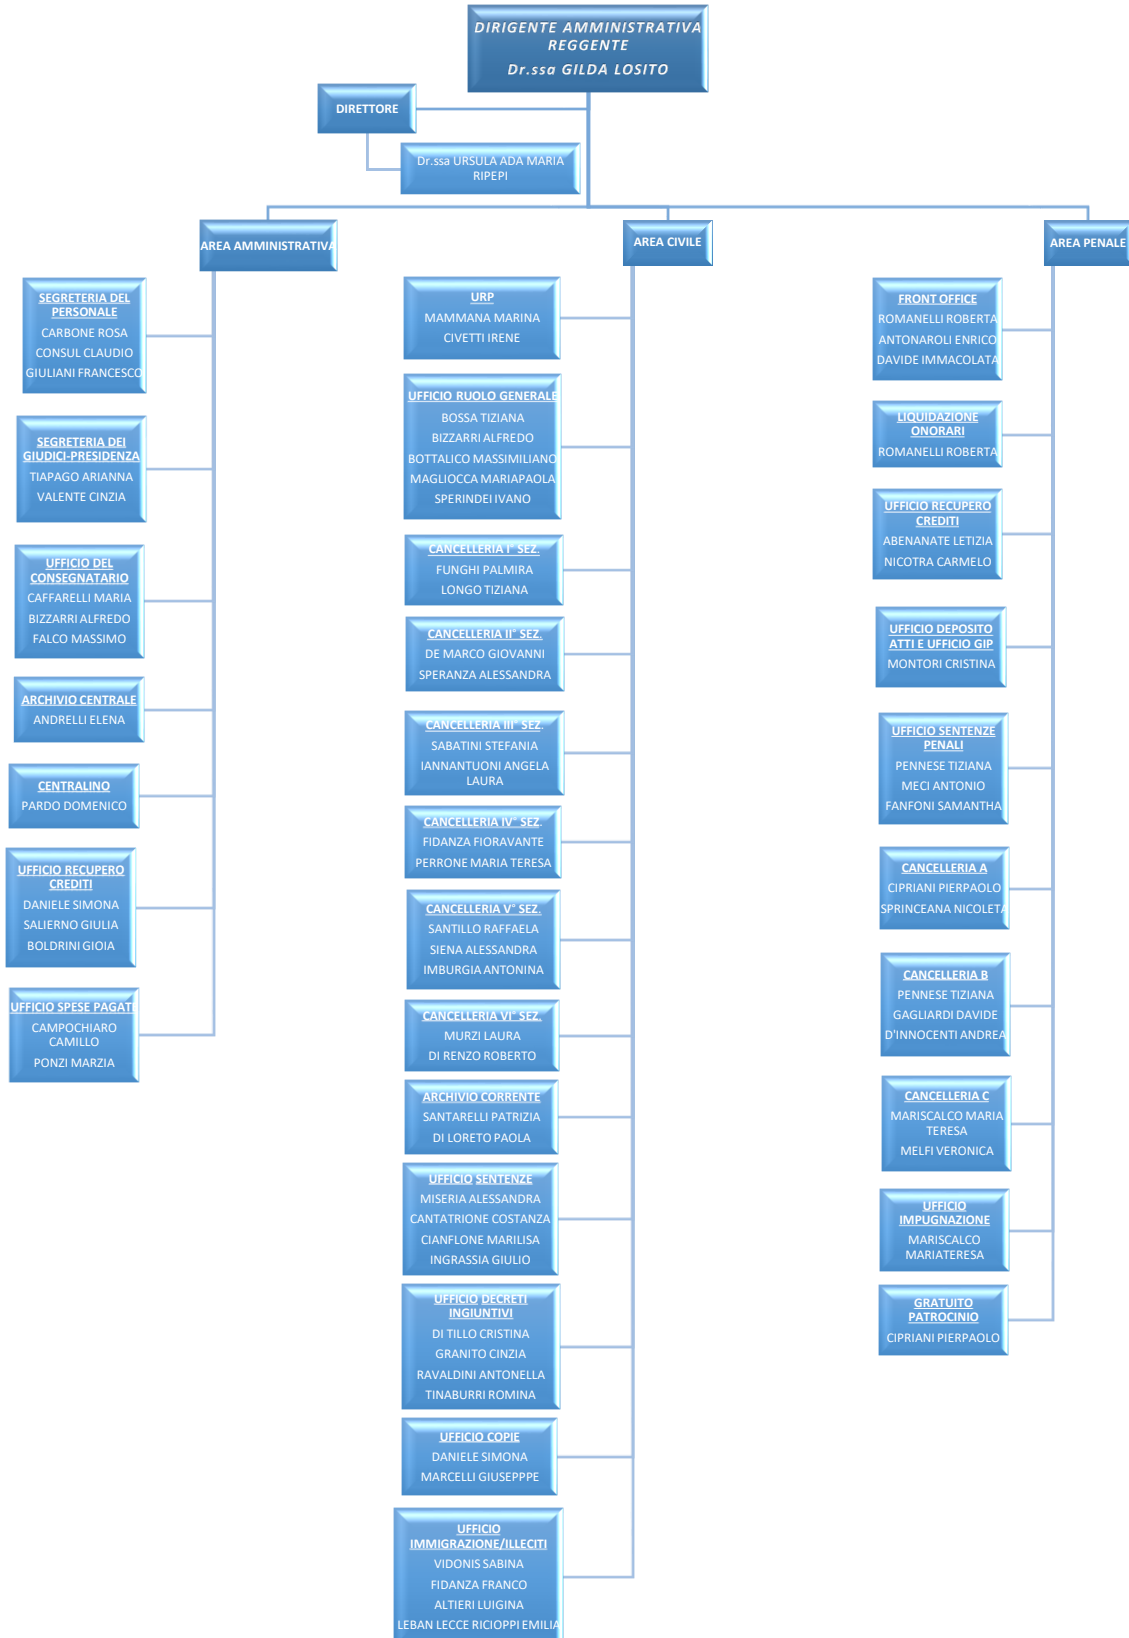 DIRIGENTE AMMINISTRATIVA
REGGENTE
Dr.ssa GILDA LOSITO
DIRETTORE
Dr.ssa URSULA ADA MARIA
RIPEPI
AREA AMMINISTRATIVA
SEGRETERIA DEL
PERSONALE
CARBONE ROSA
CONSUL CLAUDIO
GIULIANI FRANCESCO
SEGRETERIA DEI
GIUDICI-PRESIDENZA
TIAPAGO ARIANNA
VALENTE CINZIA
UFFICIO DEL
CONSEGNATARIO
CAFFARELLI MARIA
BIZZARRI ALFREDO
FALCO MASSIMO
ARCHIVIO CENTRALE
ANDRELLI ELENA
CENTRALINO
PARDO DOMENICO
UFFICIO RECUPERO
CREDITI
DANIELE SIMONA
SALIERNO GIULIA
BOLDRINI GIOIA
UFFICIO SPESE PAGATI
CAMPOCHIARO
CAMILLO
PONZI MARZIA
AREA CIVILE
URP
MAMMANA MARINA
CIVETTI IRENE
UFFICIO RUOLO GENERALE
BOSSA TIZIANA
BIZZARRI ALFREDO
BOTTALICO MASSIMILIANO
MAGLIOCCA MARIAPAOLA
SPERINDEI IVANO
CANCELLERIA I° SEZ.
FUNGHI PALMIRA
LONGO TIZIANA
CANCELLERIA II° SEZ.
DE MARCO GIOVANNI
SPERANZA ALESSANDRA
CANCELLERIA III° SEZ.
SABATINI STEFANIA
IANNANTUONI ANGELA
LAURA
CANCELLERIA IV° SEZ.
FIDANZA FIORAVANTE
PERRONE MARIA TERESA
CANCELLERIA V° SEZ.
SANTILLO RAFFAELA
SIENA ALESSANDRA
IMBURGIA ANTONINA
CANCELLERIA VI° SEZ.
MURZI LAURA
DI RENZO ROBERTO
ARCHIVIO CORRENTE
SANTARELLI PATRIZIA
DI LORETO PAOLA
UFFICIO SENTENZE
MISERIA ALESSANDRA
CANTATRIONE COSTANZA
CIANFLONE MARILISA
INGRASSIA GIULIO
UFFICIO DECRETI
INGIUNTIVI
DI TILLO CRISTINA
GRANITO CINZIA
RAVALDINI ANTONELLA
TINABURRI ROMINA
UFFICIO COPIE
DANIELE SIMONA
MARCELLI GIUSEPPPE
UFFICIO
IMMIGRAZIONE/ILLECITI
VIDONIS SABINA
FIDANZA FRANCO
ALTIERI LUIGINA
LEBAN LECCE RICIOPPI EMILIA
AREA PENALE
FRONT OFFICE
ROMANELLI ROBERTA
ANTONAROLI ENRICO
DAVIDE IMMACOLATA
LIQUIDAZIONE
ONORARI
ROMANELLI ROBERTA
UFFICIO RECUPERO
CREDITI
ABENANATE LETIZIA
NICOTRA CARMELO
UFFICIO DEPOSITO
ATTI E UFFICIO GIP
MONTORI CRISTINA
UFFICIO SENTENZE
PENALI
PENNESE TIZIANA
MECI ANTONIO
FANFONI SAMANTHA
CANCELLERIA A
CIPRIANI PIERPAOLO
SPRINCEANA NICOLETA
CANCELLERIA B
PENNESE TIZIANA
GAGLIARDI DAVIDE
D'INNOCENTI ANDREA
CANCELLERIA C
MARISCALCO MARIA
TERESA
MELFI VERONICA
UFFICIO
IMPUGNAZIONE
MARISCALCO
MARIATERESA
GRATUITO
PATROCINIO
CIPRIANI PIERPAOLO